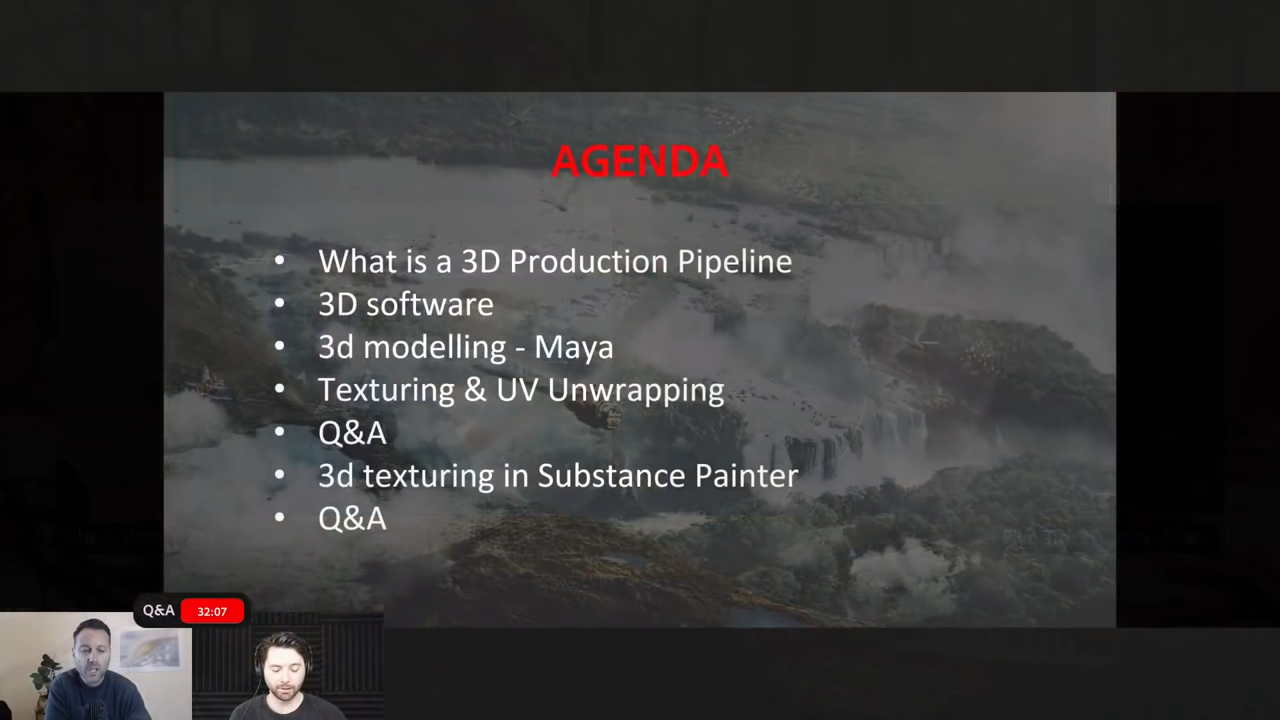 AGENDA
• What is a 3D Production Pipeline
• 3D software
• 3d modelling - Maya
• Texturing & UV Unwrapping
• Q&A
• 3d texturing in Substance Painter
• Q&A
Q&A 32:07